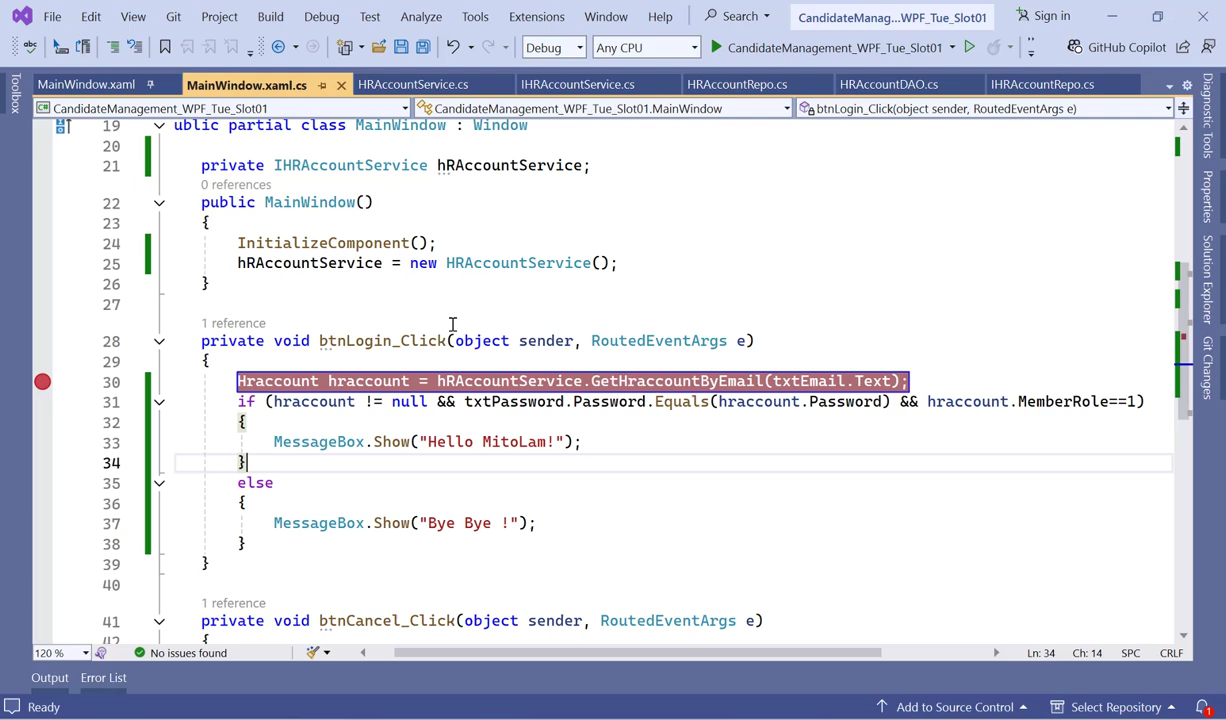 File Edit View Git Project Build Debug Test Analyze Tools Extensions Window Help Search CandidateManag...WPF_Tue_Slot01 Sign in
Debug Any CPU CandidateManagement_WPF_Tue_Slot01 GitHub Copilot
MainWindow.xaml MainWindow.xaml.cs HRAccountService.cs IHRAccountService.cs HRAccountRepo.cs HRAccountDAO.cs IHRAccountRepo.cs
CandidateManagement_WPF_Tue_Slot01 CandidateManagement_WPF_Tue_Slot01.MainWindow btnLogin_Click(object sender, RoutedEventArgs e)
Toolbox
19 ublic partial class MainWindow : Window
20
21 private IHRAccountService hRAccountService;
0 references
22 public MainWindow()
23 {
24 InitializeComponent();
25 hRAccountService = new HRAccountService();
26 }
27
1 reference
28 private void btnLogin_Click(object sender, RoutedEventArgs e)
29 {
30 Hraccount hraccount = hRAccountService.GetHraccountByEmail(txtEmail.Text);
31 if (hraccount != null && txtPassword.Password.Equals(hraccount.Password) && hraccount.MemberRole==1)
32 {
33 MessageBox.Show("Hello MitoLam!");
34 }
35 else
36 {
37 MessageBox.Show("Bye Bye !");
38 }
39 }
40
1 reference
41 private void btnCancel_Click(object sender, RoutedEventArgs e)
42 {
Diagnostic Tools
Properties
Solution Explorer
Git Changes
120 % No issues found Ln: 34 Ch: 14 SPC CRLF
Output Error List
Ready Add to Source Control Select Repository 1